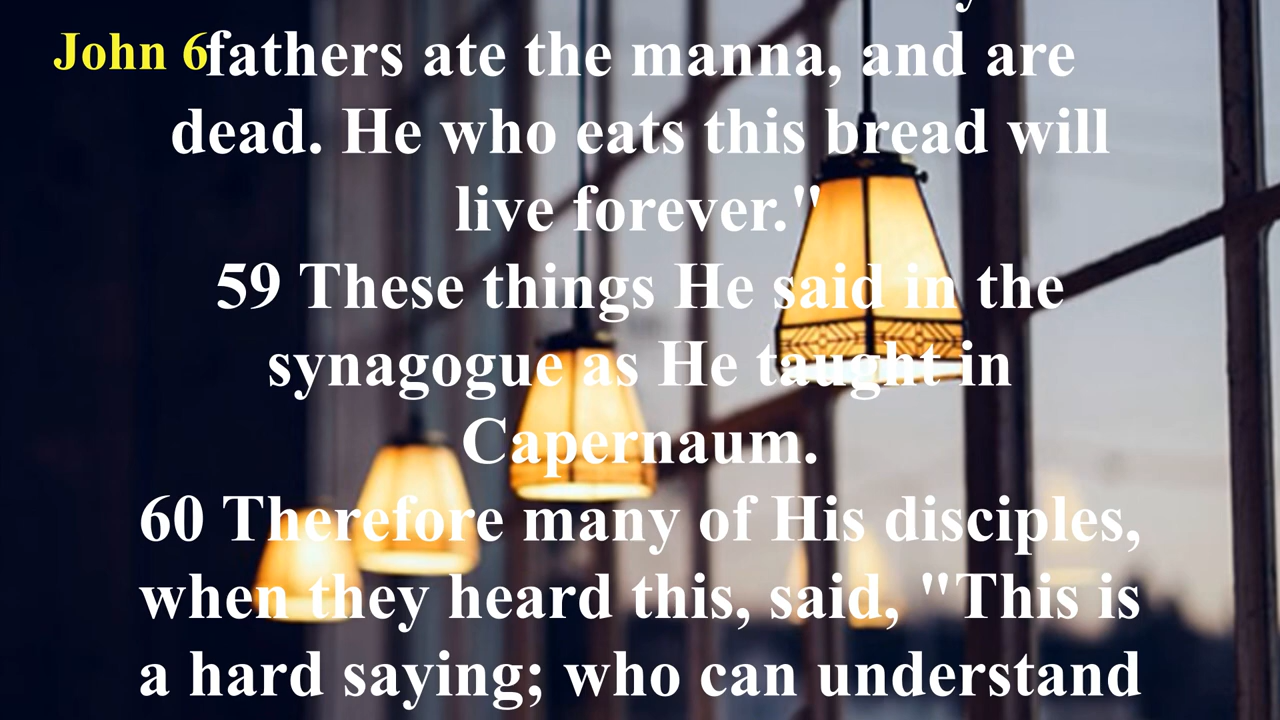 John 6
fathers ate the manna, and are
dead. He who eats this bread will
live forever."
59 These things He said in the
synagogue as He taught in
Capernaum.
60 Therefore many of His disciples,
when they heard this, said, "This is
a hard saying; who can understand